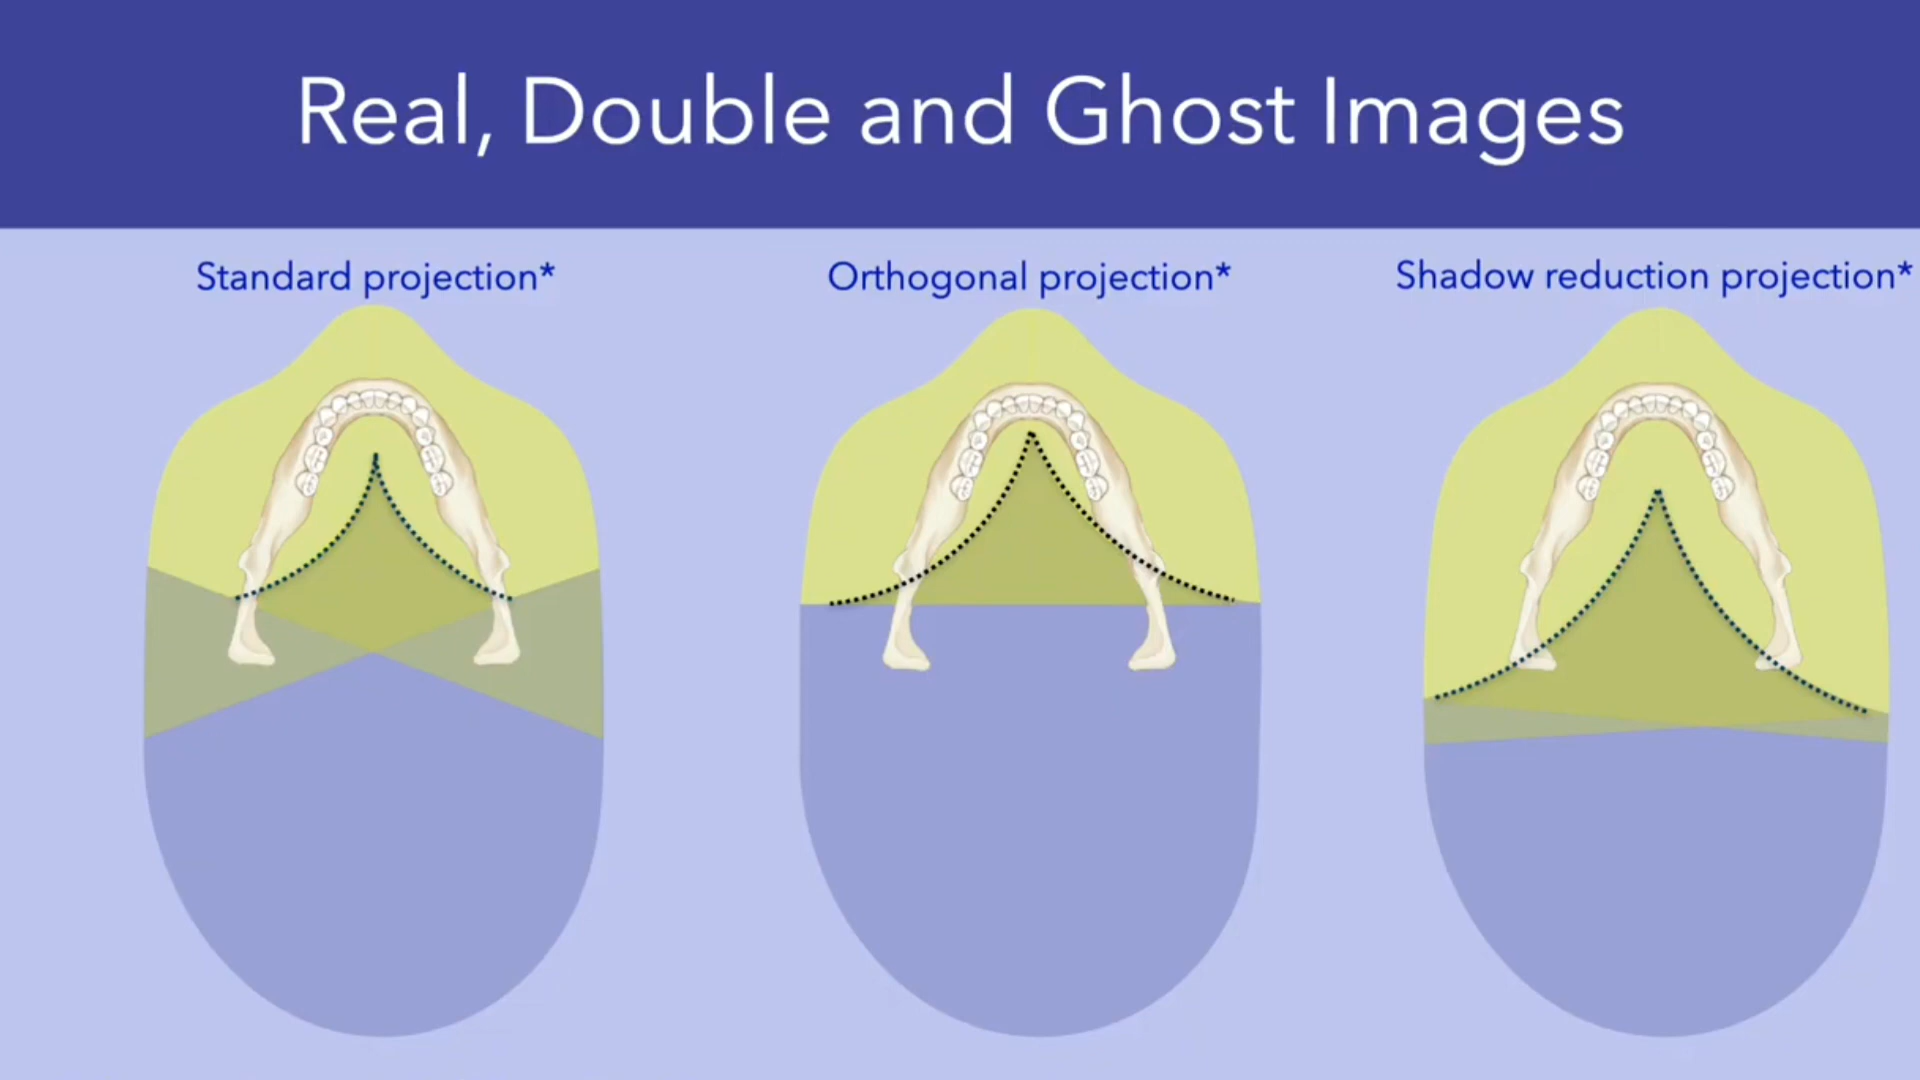 Real, Double and Ghost Images
Standard projection*
Orthogonal projection*
Shadow reduction projection*